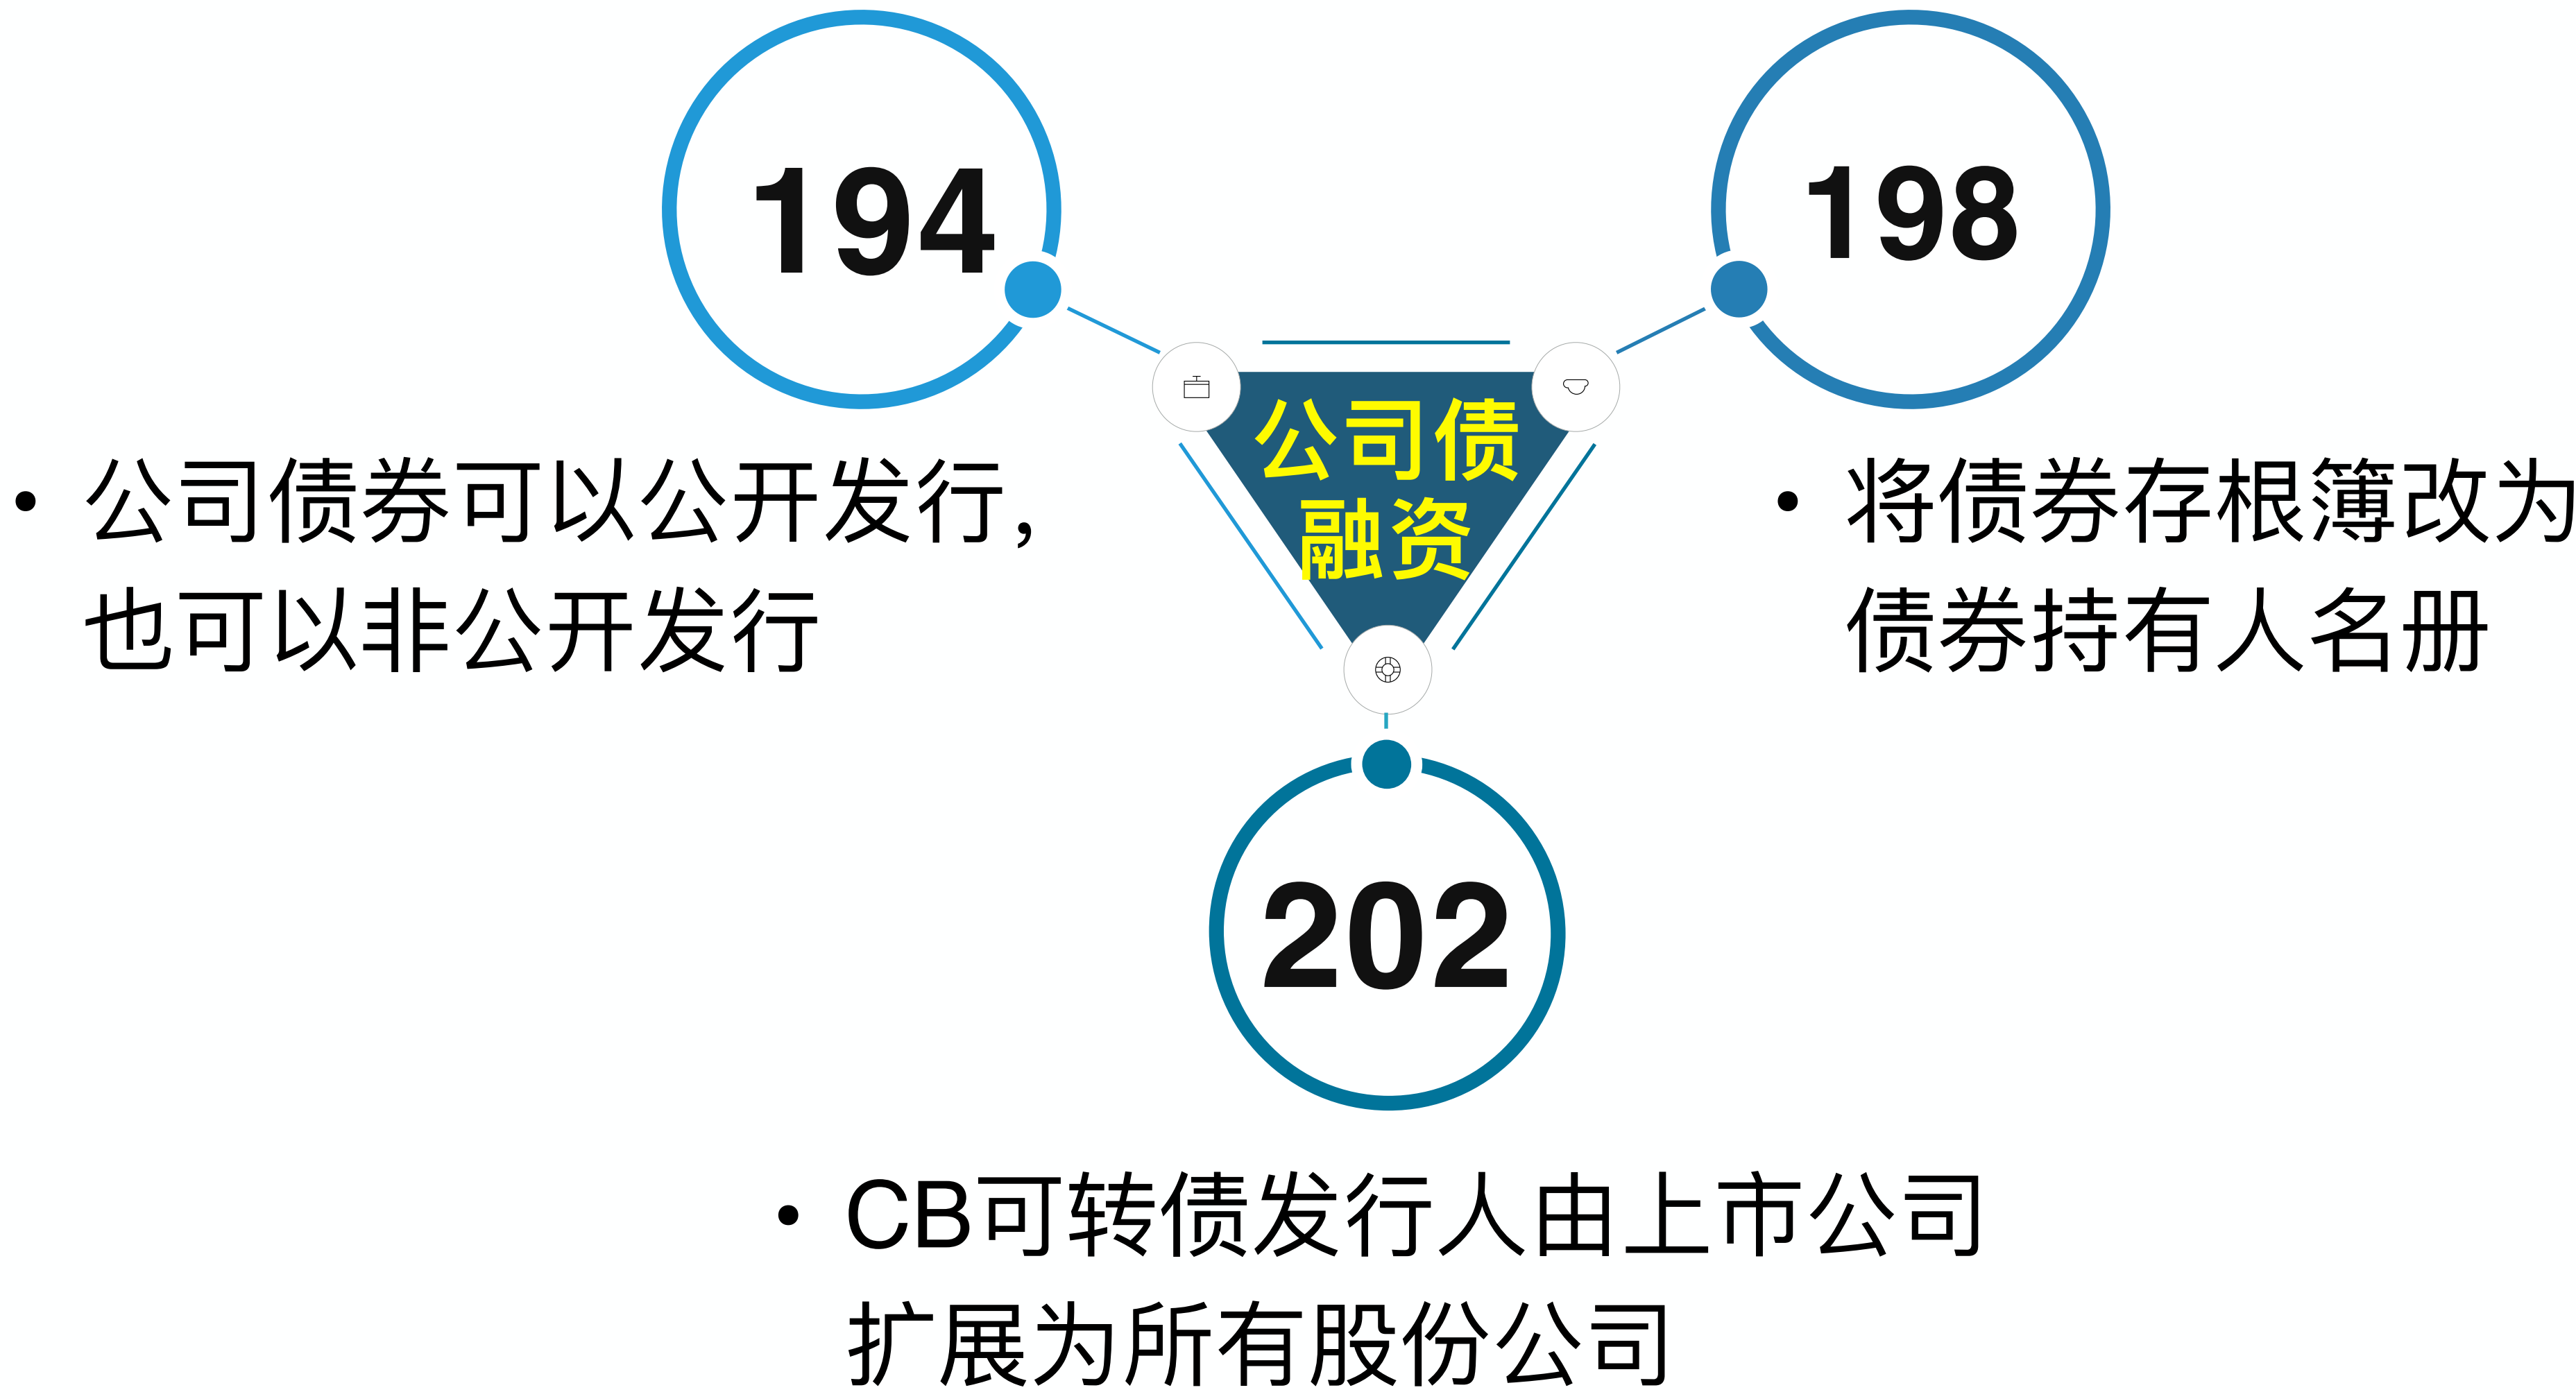 194
198
公司债
融资
• 公司债券可以公开发行，
也可以非公开发行
• 将债券存根簿改为
债券持有人名册
202
• CB可转债发行人由上市公司
扩展为所有股份公司